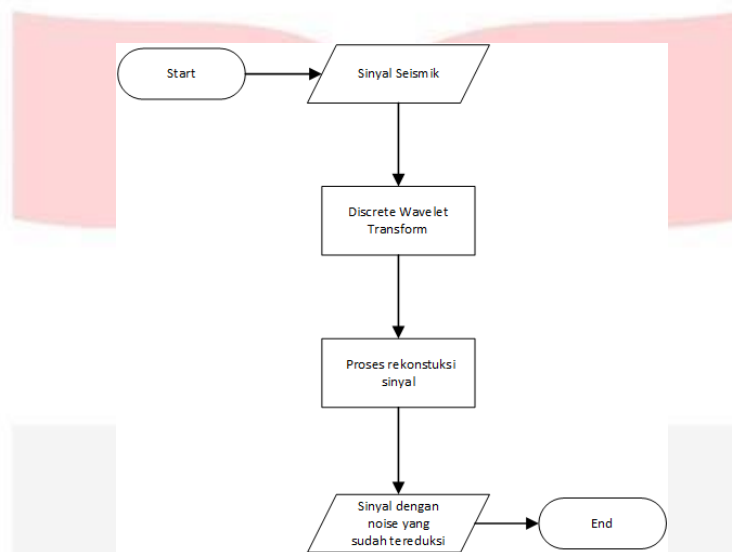 Start
Sinyal Seismik
Discrete Wavelet
Transform
Proses rekonstuksi
sinyal
Sinyal dengan
noise yang
sudah tereduksi
End